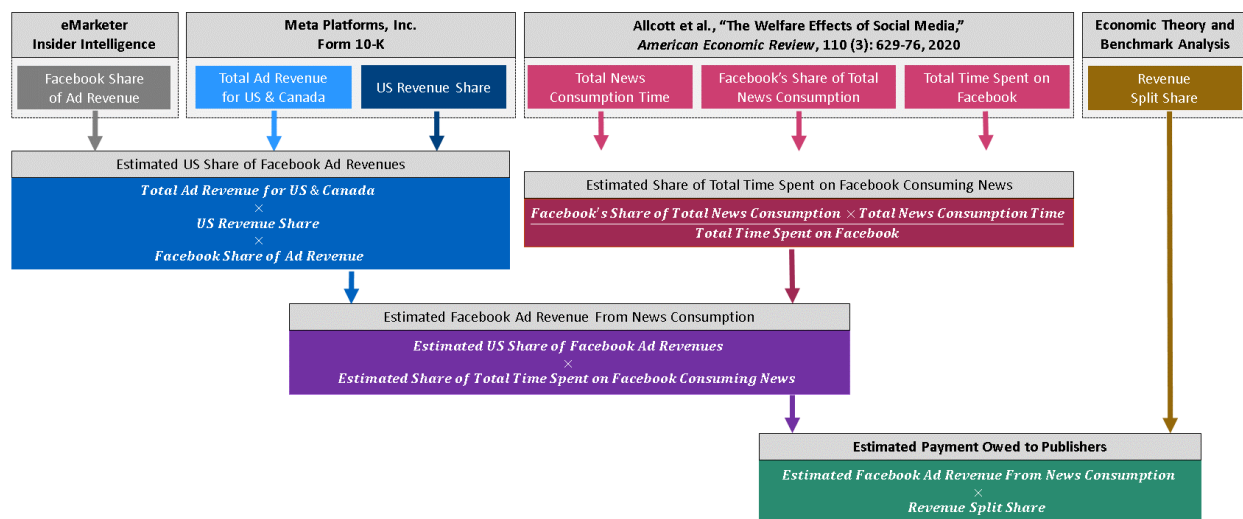 eMarketer
Insider Intelligence
Facebook Share
of Ad Revenue
Meta Platforms, Inc.
Form 10-K
Total Ad Revenue
for US & Canada
US Revenue Share
Allcott et al., “The Welfare Effects of Social Media,”
American Economic Review, 110 (3): 629-76, 2020
Total News
Consumption Time
Facebook’s Share of Total
News Consumption
Total Time Spent on
Facebook
Economic Theory and
Benchmark Analysis
Revenue
Split Share
Estimated US Share of Facebook Ad Revenues
Total Ad Revenue for US & Canada
×
US Revenue Share
×
Facebook Share of Ad Revenue
Estimated Share of Total Time Spent on Facebook Consuming News
Facebook's Share of Total News Consumption × Total News Consumption Time
Total Time Spent on Facebook
Estimated Facebook Ad Revenue From News Consumption
Estimated US Share of Facebook Ad Revenues
×
Estimated Share of Total Time Spent on Facebook Consuming News
Estimated Payment Owed to Publishers
Estimated Facebook Ad Revenue From News Consumption
×
Revenue Split Share